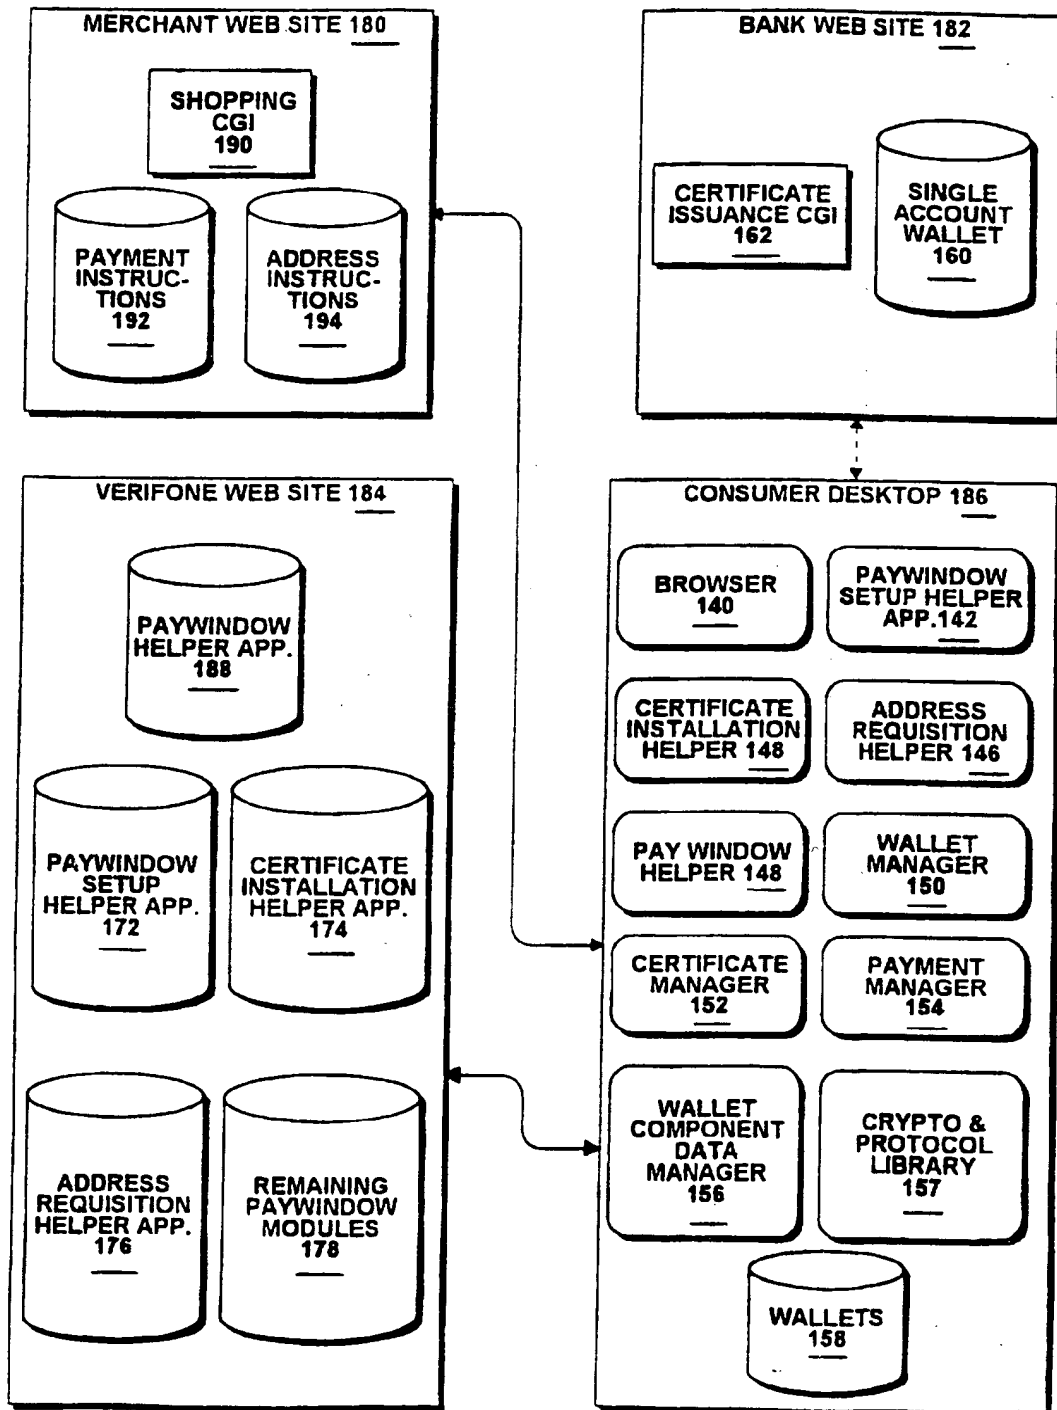 MERCHANT WEB SITE 180
SHOPPING
CGI
190
PAYMENT
INSTRUC-
TIONS
192
ADDRESS
INSTRUC-
TIONS
194
BANK WEB SITE 182
CERTIFICATE
ISSUANCE CGI
162
SINGLE
ACCOUNT
WALLET
160
VERIFONE WEB SITE 184
PAYWINDOW
HELPER APP.
188
PAYWINDOW
SETUP
HELPER APP.
172
CERTIFICATE
INSTALLATION
HELPER APP.
174
ADDRESS
REQUISITION
HELPER APP.
176
REMAINING
PAYWINDOW
MODULES
178
CONSUMER DESKTOP 186
BROWSER
140
PAYWINDOW
SETUP HELPER
APP.142
CERTIFICATE
INSTALLATION
HELPER 148
ADDRESS
REQUISITION
HELPER 146
PAY WINDOW
HELPER 148
WALLET
MANAGER
150
CERTIFICATE
MANAGER
152
PAYMENT
MANAGER
154
WALLET
COMPONENT
DATA
MANAGER
156
CRYPTO &
PROTOCOL
LIBRARY
157
WALLETS
158